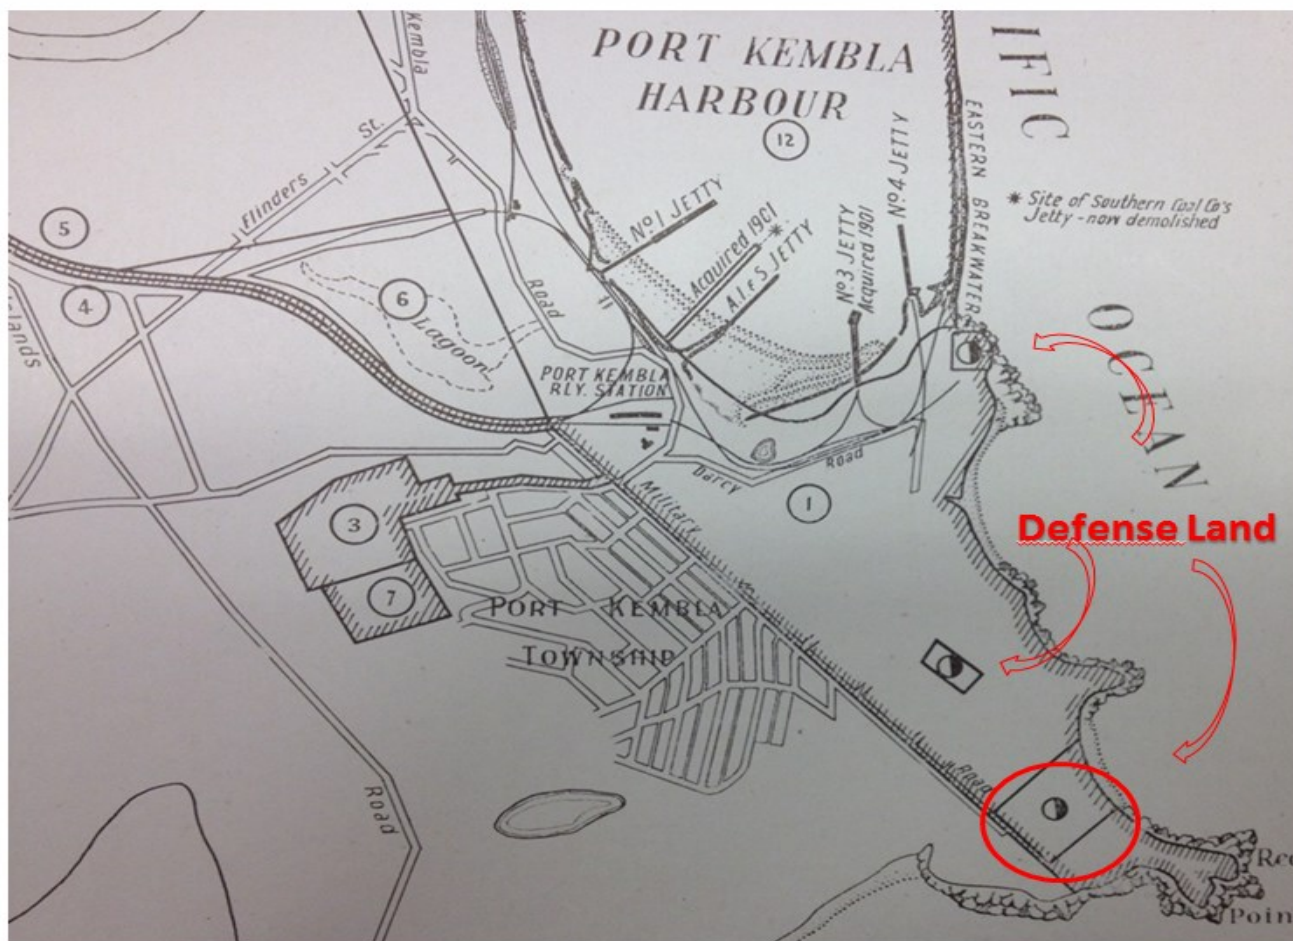 PORT KEMBLA
HARBOUR
12
IFIC
OCEAN
EASTERN BREAKWATER
* Site of Southern Coal Co's
Jetty - now demolished
Kembla
St.
Flinders
Road
No 1 JETTY
Acquired 1901 *
A.I & S JETTY
No 3 JETTY
Acquired 1901
No 4 JETTY
5
4
6
Lagoon
PORT KEMBLA
RLY. STATION
Darcy
Road
1
Military
Road
3
7
PORT KEMBLA
TOWNSHIP
Road
Defense Land